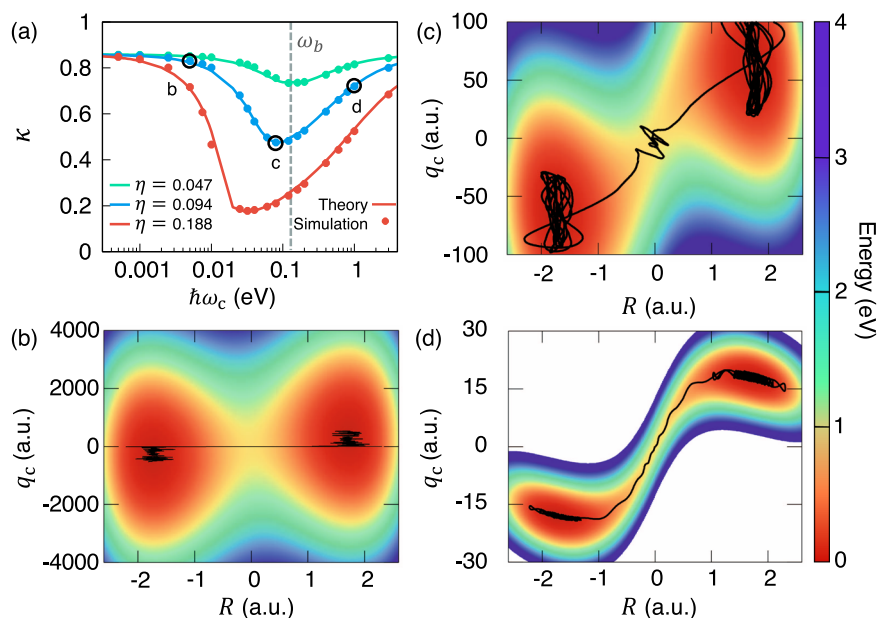 (a)
ω_b
κ
1
0.8
0.6
0.4
0.2
0
b
c
d
η = 0.047
η = 0.094
η = 0.188
Theory
Simulation
0.001
0.01
0.1
1
ħω_c (eV)
(b)
q_c (a.u.)
4000
2000
0
-2000
-4000
-2
-1
0
1
2
R (a.u.)
(c)
q_c (a.u.)
100
50
0
-50
-100
-2
-1
0
1
2
R (a.u.)
(d)
q_c (a.u.)
30
15
0
-15
-30
-2
-1
0
1
2
R (a.u.)
4
3
2
1
0
Energy (eV)